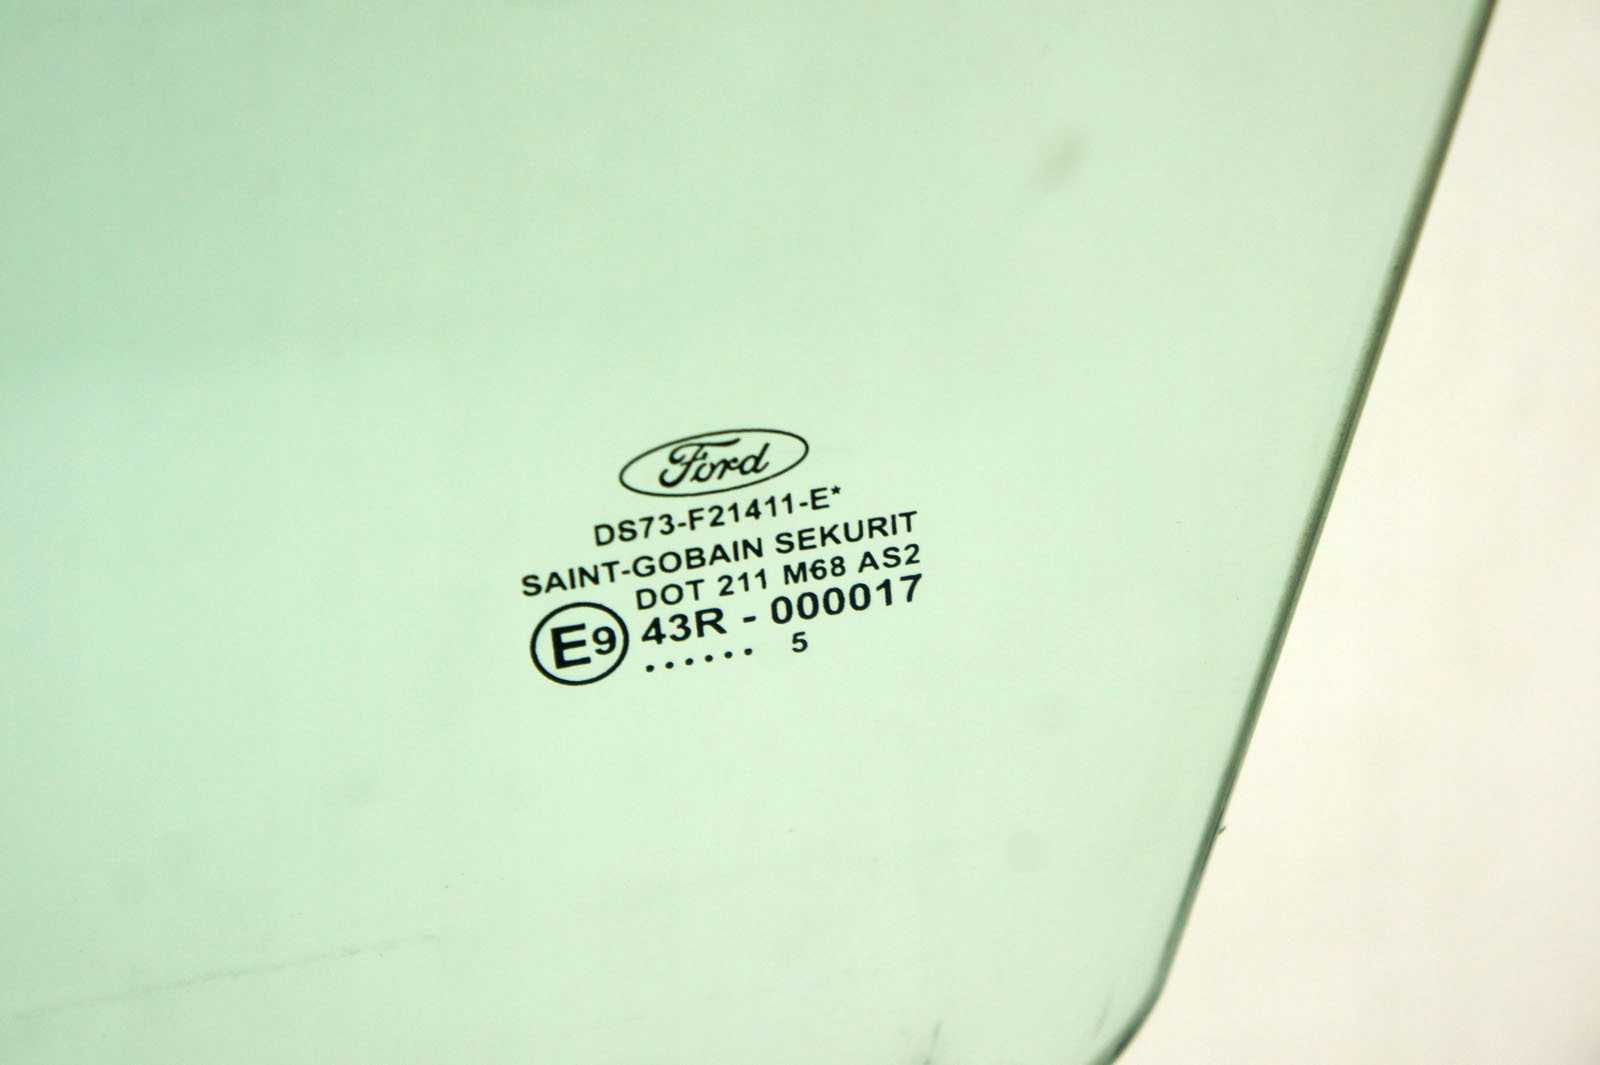 Ford
DS73-F21411-E*
SAINT-GOBAIN SEKURIT
DOT 211 M68 AS2
E9 43R - 000017
...... 5